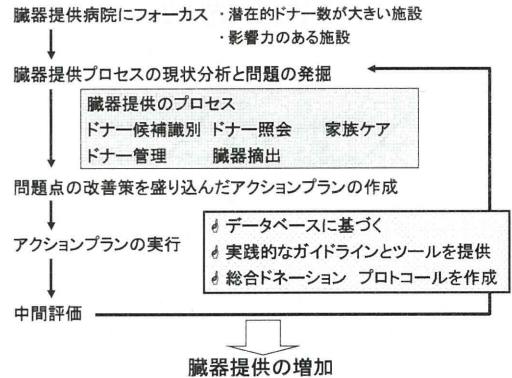 臓器提供病院にフォーカス ・潜在的ドナー数が大きい施設
・影響力のある施設
臓器提供プロセスの現状分析と問題の発掘
臓器提供のプロセス
ドナー候補識別 ドナー照会 家族ケア
ドナー管理 臓器摘出
問題点の改善策を盛り込んだアクションプランの作成
データベースに基づく
アクションプランの実行
実践的なガイドラインとツールを提供
総合ドネーション プロトコールを作成
中間評価
臓器提供の増加